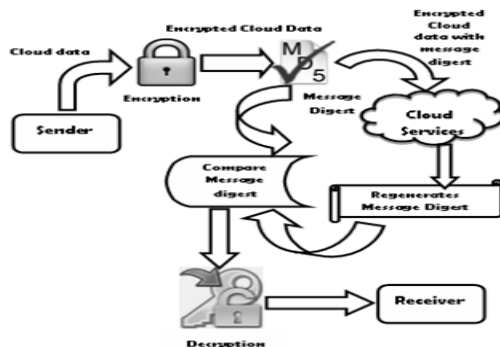 Encrypted Cloud Data
Encrypted
Cloud
data with
message
digest
Cloud data
M
D
5
Encryption
Message
Digest
Sender
Cloud
Services
Compare
Message
digest
Regenerates
Message Digest
Receiver
Decryption